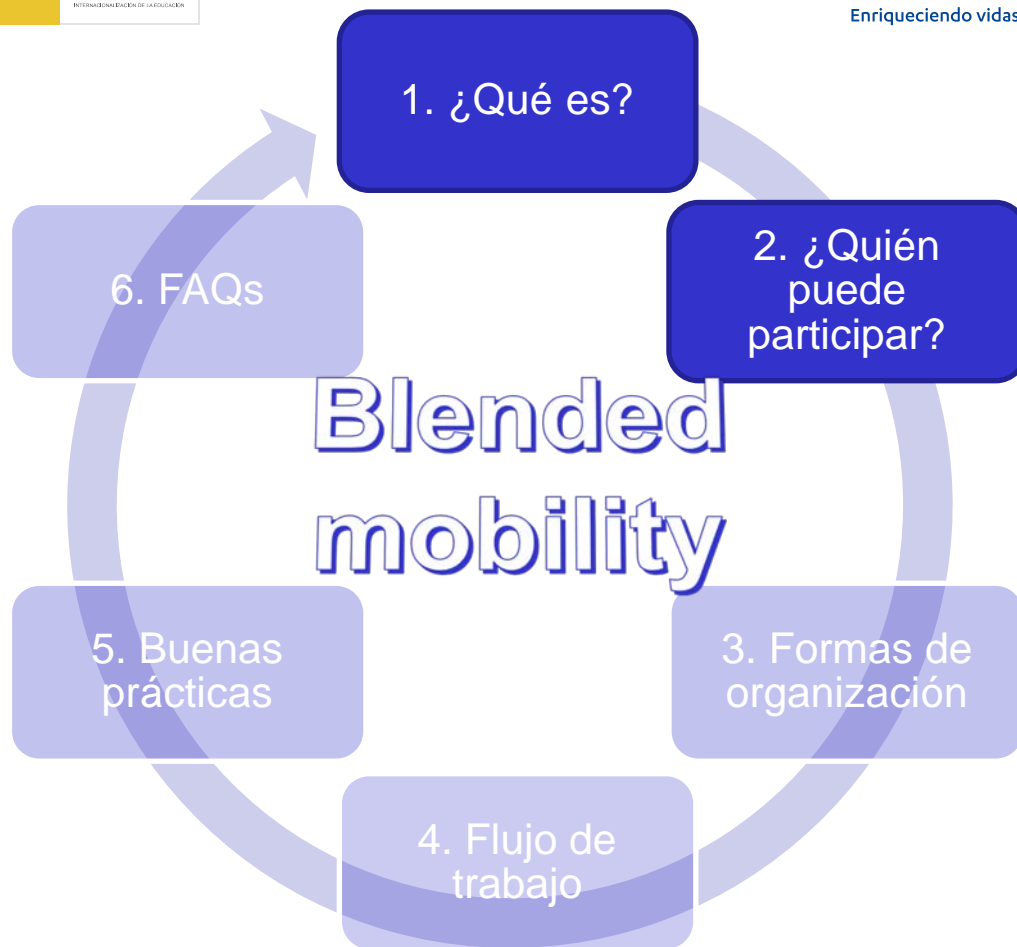 INTERNACIONALIZACIÓN DE LA EDUCACIÓN
Enriqueciendo vidas
1. ¿Qué es?
2. ¿Quién
puede
participar?
6. FAQs
Blended
mobility
5. Buenas
prácticas
3. Formas de
organización
4. Flujo de
trabajo